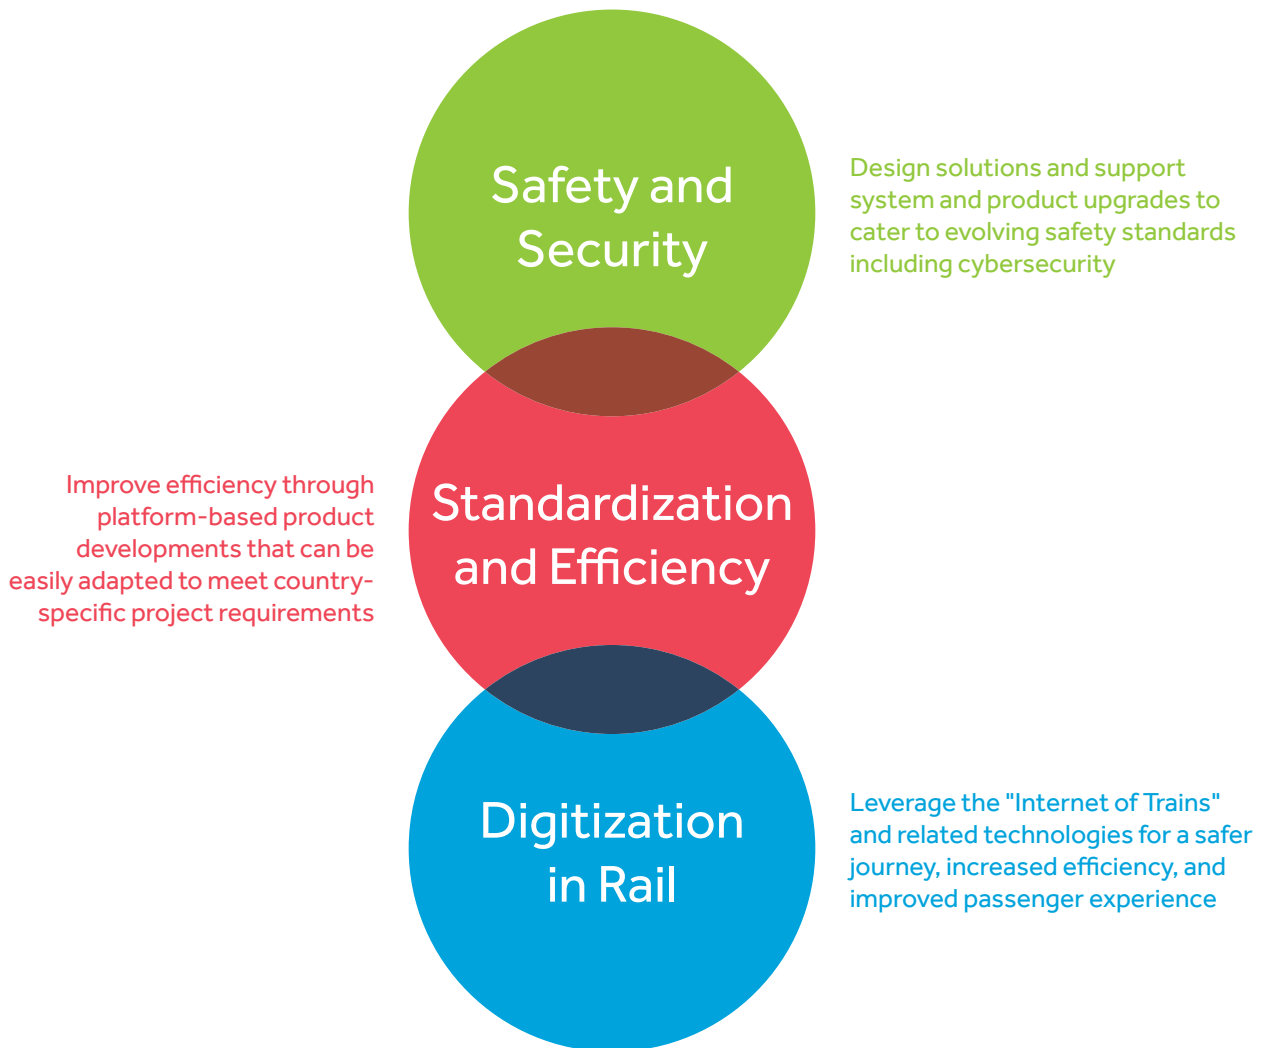 Safety and
Security
Design solutions and support
system and product upgrades to
cater to evolving safety standards
including cybersecurity
Improve efficiency through
platform-based product
developments that can be
easily adapted to meet country-
specific project requirements
Standardization
and Efficiency
Digitization
in Rail
Leverage the "Internet of Trains"
and related technologies for a safer
journey, increased efficiency, and
improved passenger experience